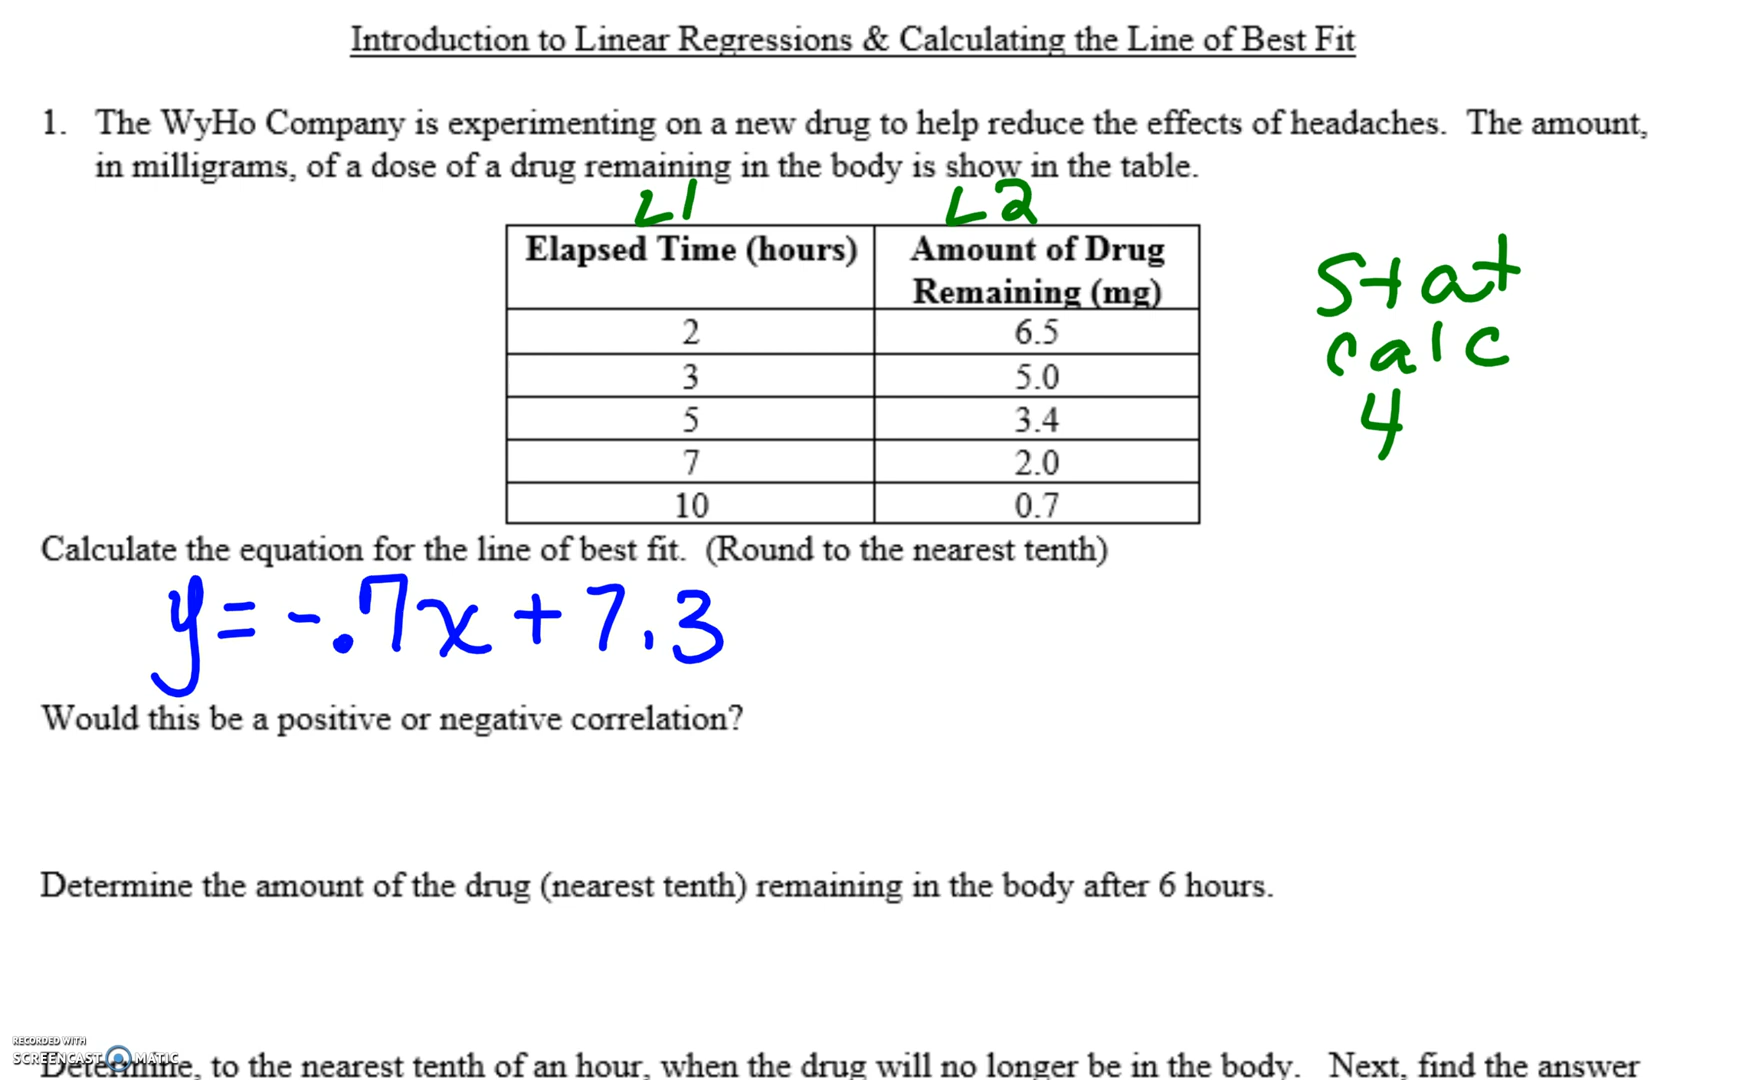 Introduction to Linear Regressions & Calculating the Line of Best Fit
1. The WyHo Company is experimenting on a new drug to help reduce the effects of headaches. The amount,
in milligrams, of a dose of a drug remaining in the body is show in the table.
L1 L2
Elapsed Time (hours) Amount of Drug
Remaining (mg)
2 6.5
3 5.0
5 3.4
7 2.0
10 0.7
Stat
calc
4
Calculate the equation for the line of best fit. (Round to the nearest tenth)
y = -.7x + 7.3
Would this be a positive or negative correlation?
Determine the amount of the drug (nearest tenth) remaining in the body after 6 hours.
RECORDED WITH
SCREENCAST MATIC
Determine, to the nearest tenth of an hour, when the drug will no longer be in the body. Next, find the answer